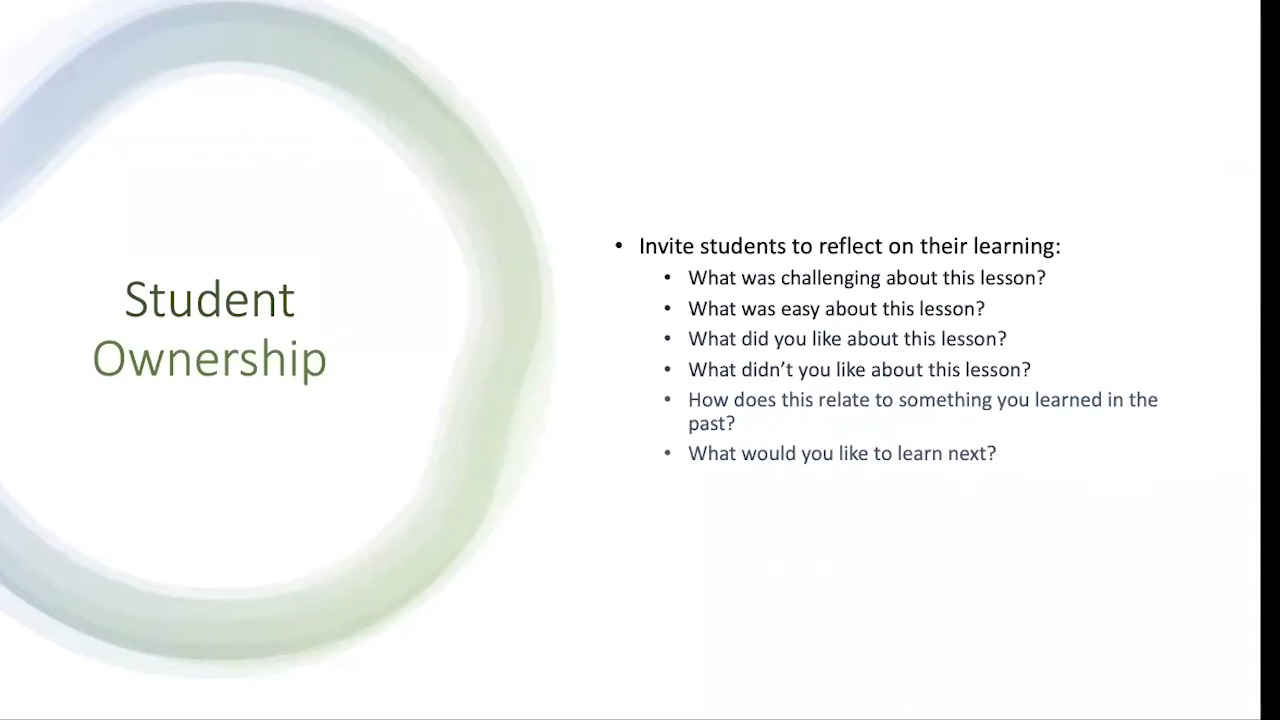 Student
Ownership
• Invite students to reflect on their learning:
• What was challenging about this lesson?
• What was easy about this lesson?
• What did you like about this lesson?
• What didn’t you like about this lesson?
• How does this relate to something you learned in the
past?
• What would you like to learn next?